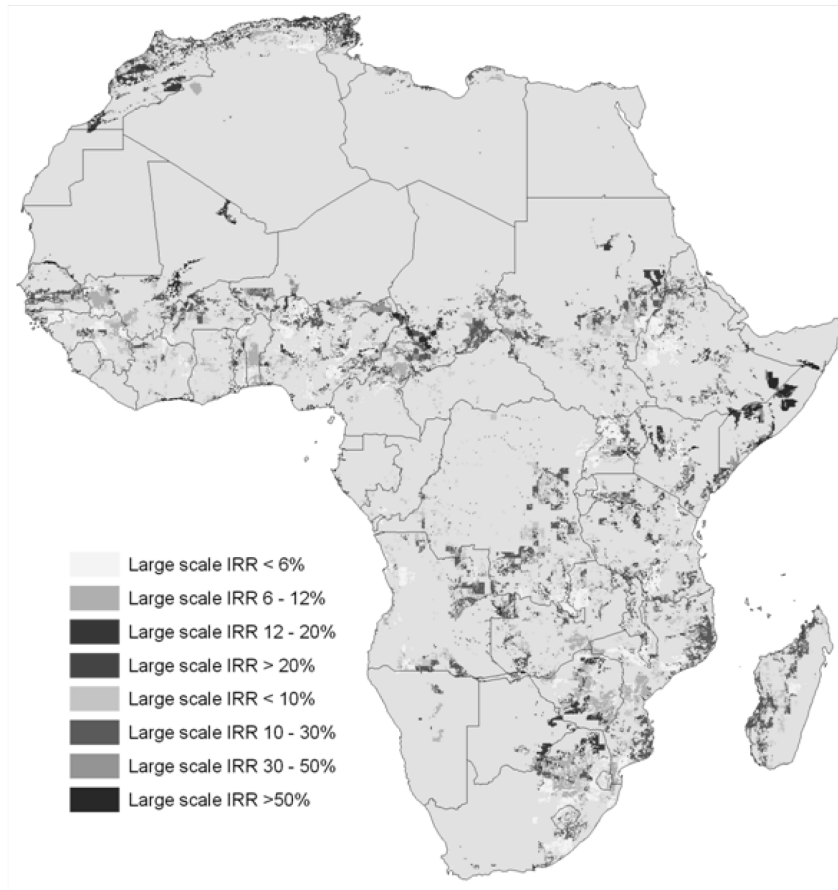 Large scale IRR < 6%
Large scale IRR 6 - 12%
Large scale IRR 12 - 20%
Large scale IRR > 20%
Large scale IRR < 10%
Large scale IRR 10 - 30%
Large scale IRR 30 - 50%
Large scale IRR >50%